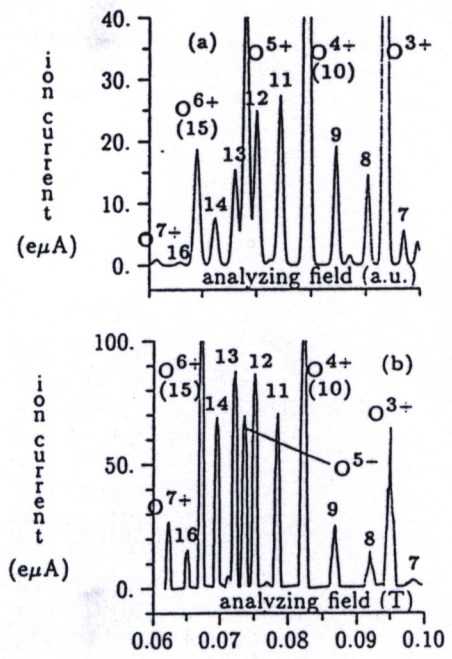 40.
30.
20.
10.
0.
ion current
(eμA)
(a)
O5+
O4+
(10)
O3+
O6+
(15)
12
11
13
14
9
8
7
O7+
16
analyzing field (a.u.)
100.
50.
0.
ion current
(eμA)
(b)
O6+
(15)
13
12
O4+
(10)
14
11
O3+
O5−
O7+
16
9
8
7
analyzing field (T)
0.06
0.07
0.08
0.09
0.10